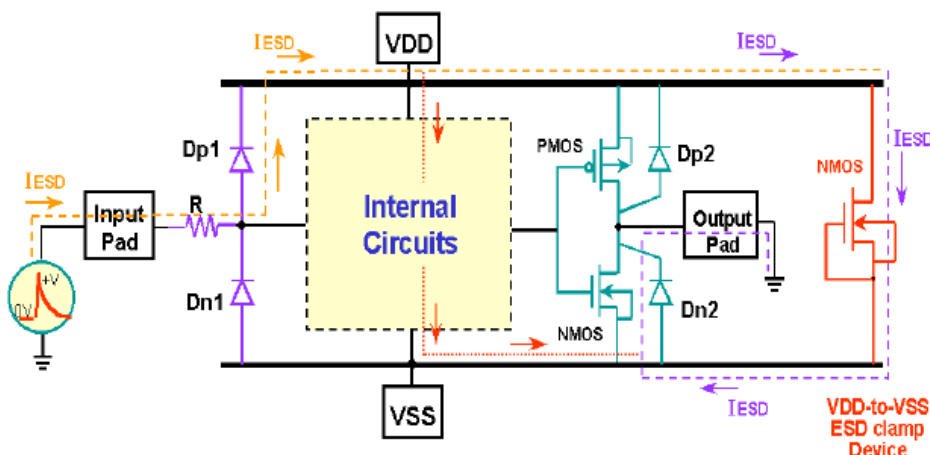 IESD
VDD
IESD
Dp1
PMOS
Dp2
IESD
NMOS
IESD
Input
Pad
R
Internal
Circuits
Output
Pad
+V
0V
Dn1
NMOS
Dn2
VSS
IESD
VDD-to-VSS
ESD clamp
Device